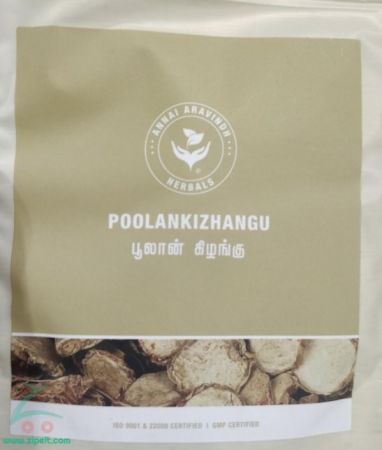 ANNAI ARAVINDH
HERBALS
®
POOLANKIZHANGU
பூலான் கிழங்கு
ISO 9001 & 22000 CERTIFIED | GMP CERTIFIED
www.zipelt.com